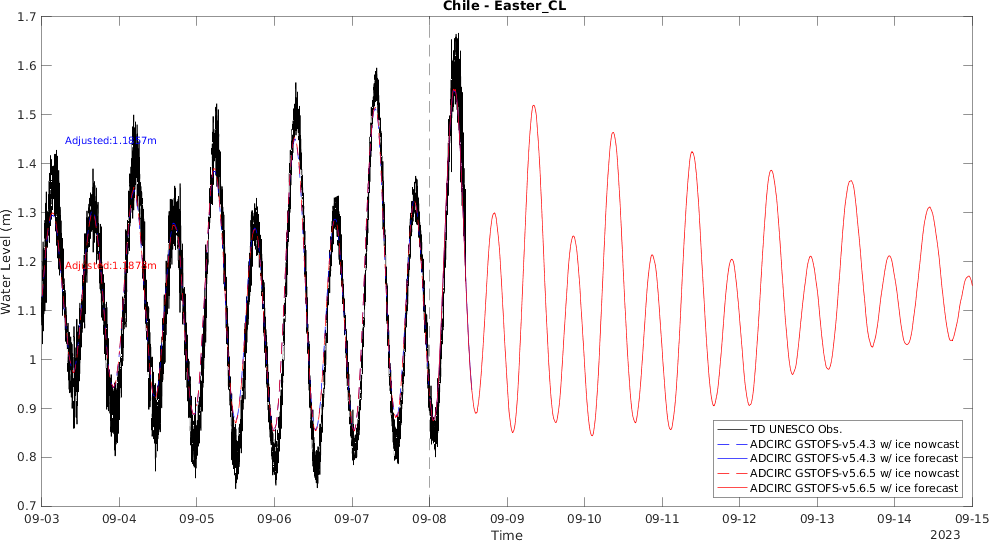 Chile - Easter_CL
1.7
1.6
1.5
1.4
1.3
1.2
1.1
1
0.9
0.8
0.7
Water Level (m)
Adjusted:1.1867m
TD UNESCO Obs.
ADCIRC GSTOFS-v5.4.3 w/ ice nowcast
ADCIRC GSTOFS-v5.4.3 w/ ice forecast
ADCIRC GSTOFS-v5.6.5 w/ ice nowcast
ADCIRC GSTOFS-v5.6.5 w/ ice forecast
09-03 09-04 09-05 09-06 09-07 09-08 09-09 09-10 09-11 09-12 09-13 09-14 09-15
Time
2023